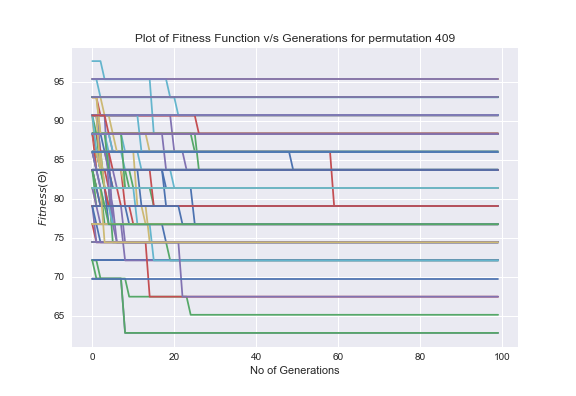 Plot of Fitness Function v/s Generations for permutation 409
95
90
85
80
75
70
65
Fitness(Θ)
0 20 40 60 80 100
No of Generations